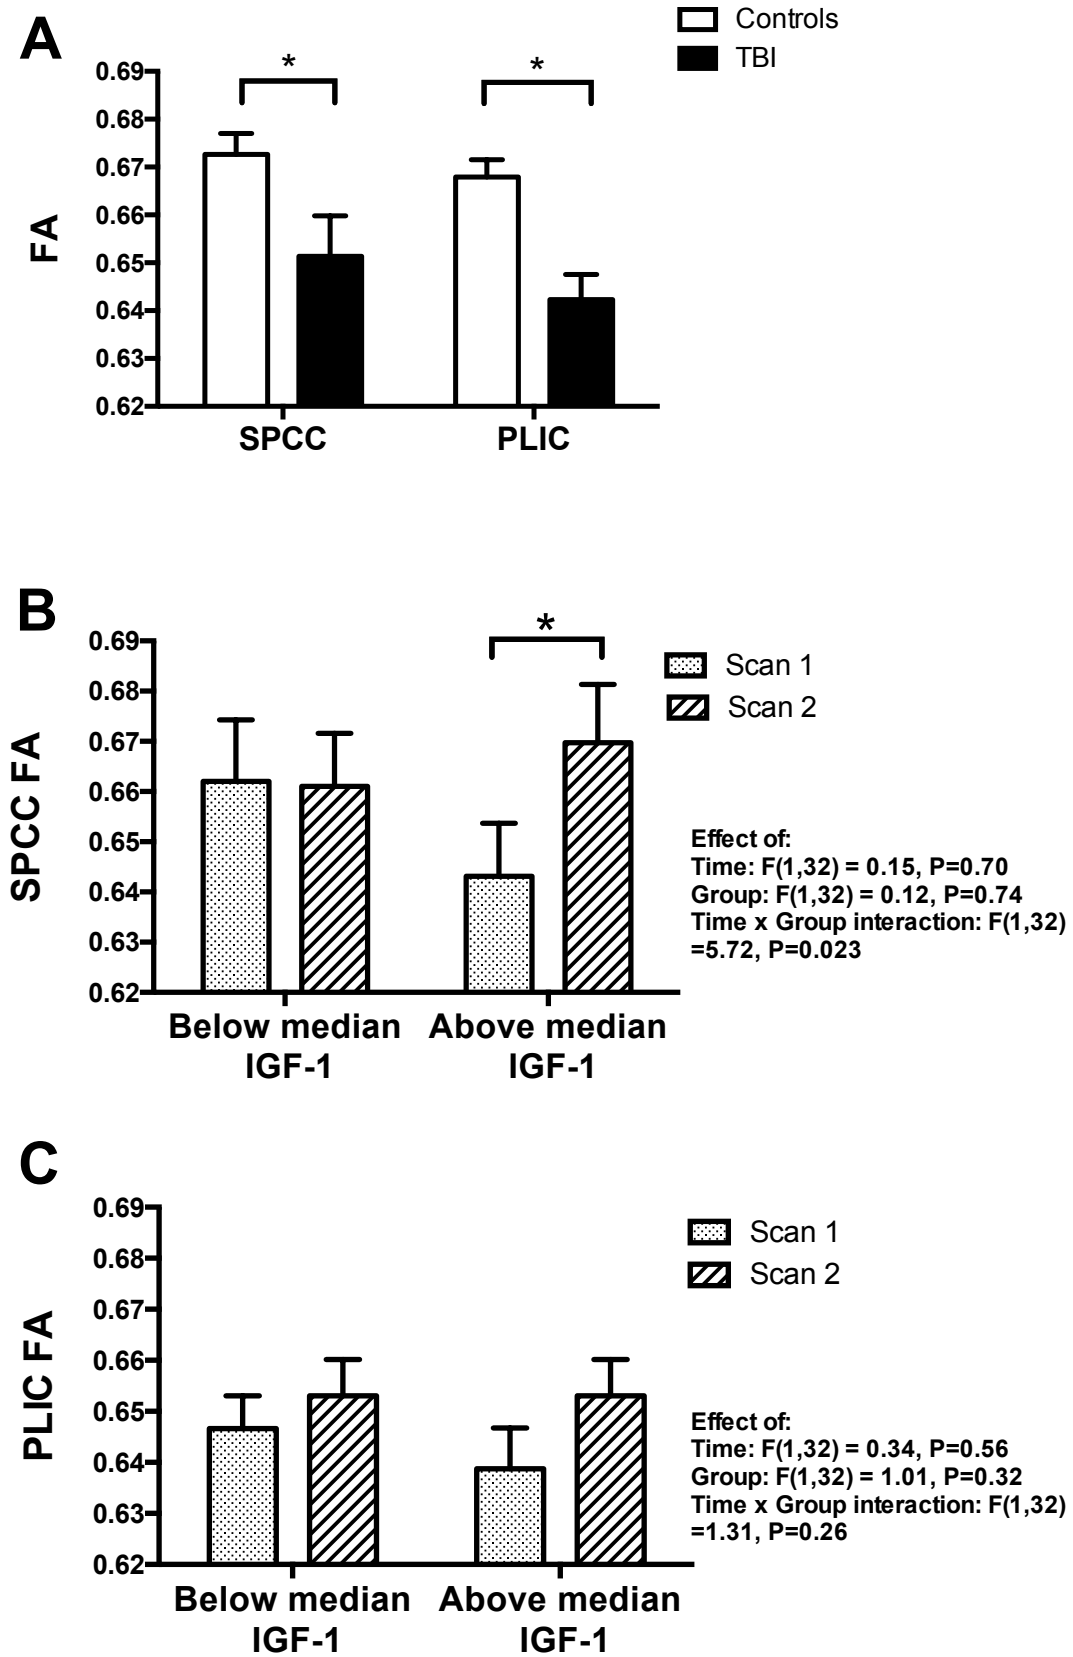 A
Controls
TBI
*
*
0.69
0.68
0.67
0.66
0.65
0.64
0.63
0.62
FA
SPCC
PLIC
B
*
0.69
0.68
0.67
0.66
0.65
0.64
0.63
0.62
SPCC FA
Scan 1
Scan 2
Effect of:
Time: F(1,32) = 0.15, P=0.70
Group: F(1,32) = 0.12, P=0.74
Time x Group interaction: F(1,32)
=5.72, P=0.023
Below median
IGF-1
Above median
IGF-1
C
0.69
0.68
0.67
0.66
0.65
0.64
0.63
0.62
PLIC FA
Scan 1
Scan 2
Effect of:
Time: F(1,32) = 0.34, P=0.56
Group: F(1,32) = 1.01, P=0.32
Time x Group interaction: F(1,32)
=1.31, P=0.26
Below median
IGF-1
Above median
IGF-1